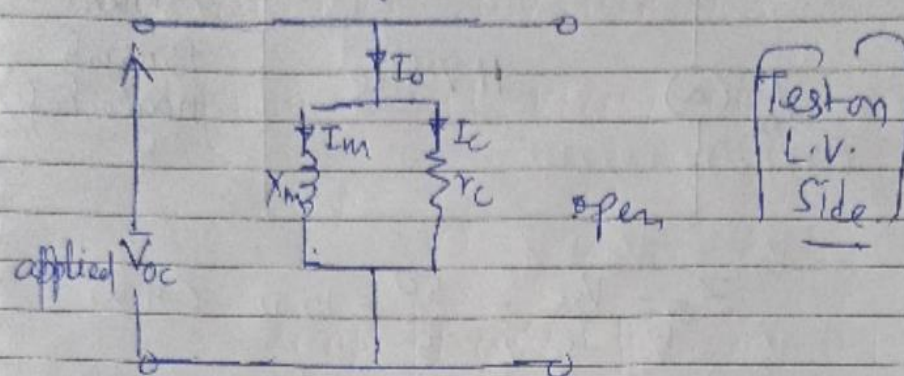 I₀
Im Ic
Xm rc
open
applied Voc
Test on
L.V.
Side